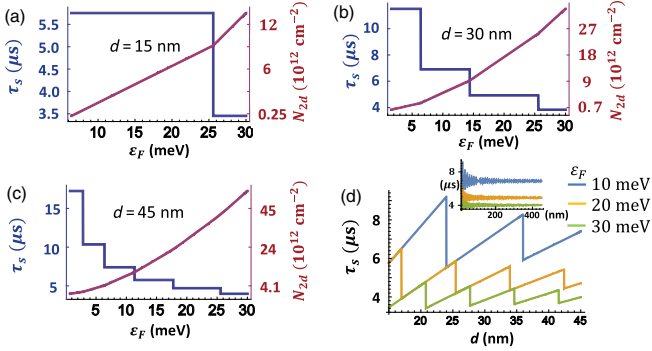 (a)
d = 15 nm
τs (μs)
5.5
5.0
4.5
4.0
3.5
10 15 20 25 30
εF (meV)
12
6
0.25
N2d (10¹² cm⁻²)
(b)
d = 30 nm
τs (μs)
10
8
6
4
5 10 15 20 25 30
εF (meV)
27
18
9
0.7
N2d (10¹² cm⁻²)
(c)
d = 45 nm
τs (μs)
15
10
5
5 10 15 20 25 30
εF (meV)
45
24
4.1
N2d (10¹² cm⁻²)
(d)
τs (μs)
8
6
4
20 25 30 35 40 45
d (nm)
8
(μs)
4
0 200 400 (nm)
εF
10 meV
20 meV
30 meV